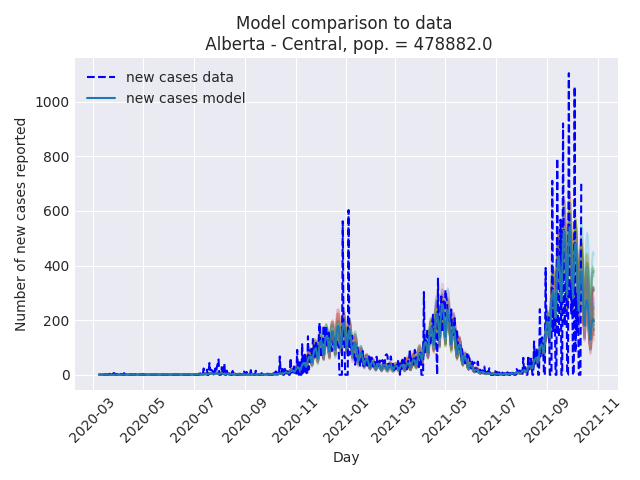 Model comparison to data
Alberta - Central, pop. = 478882.0
new cases data
new cases model
Number of new cases reported
1000
800
600
400
200
0
2020-03
2020-05
2020-07
2020-09
2020-11
2021-01
2021-03
2021-05
2021-07
2021-09
2021-11
Day